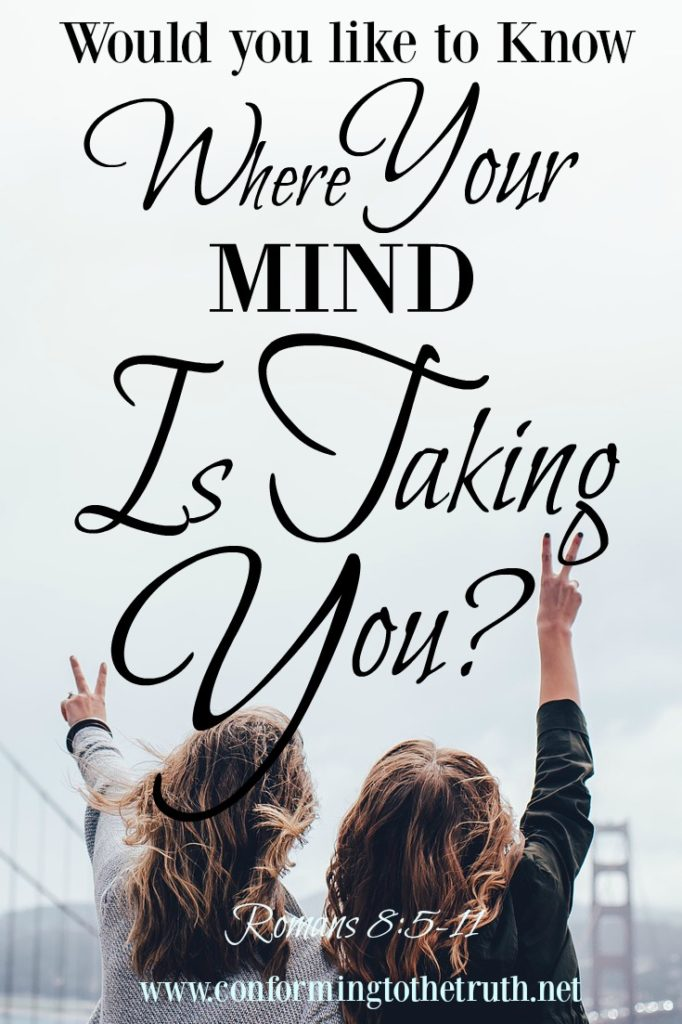 Would you like to Know
Where Your
MIND
Is Taking
You?
Romans 8:5-11
www.conformingtothetruth.net